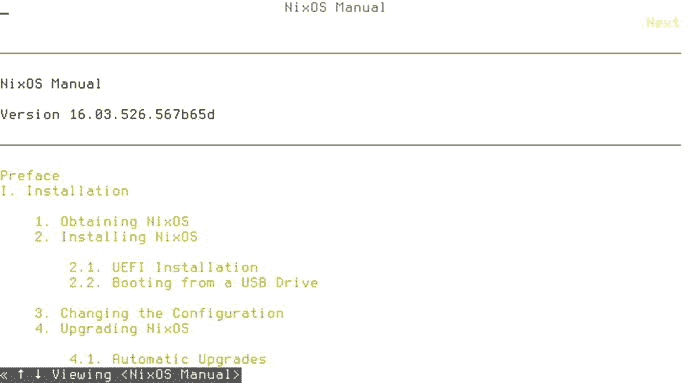 NixOS Manual
Next
NixOS Manual
Version 16.03.526.567b65d
Preface
I. Installation
1. Obtaining NixOS
2. Installing NixOS
2.1. UEFI Installation
2.2. Booting from a USB Drive
3. Changing the Configuration
4. Upgrading NixOS
4.1. Automatic Upgrades
« ↑ ↓ Viewing <NixOS Manual>